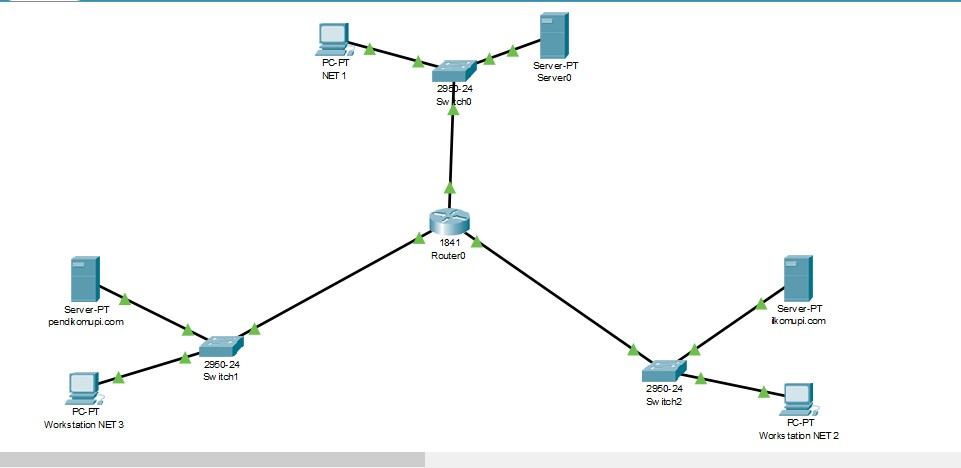 PC-PT
NET 1
2950-24
Switch0
Server-PT
Server0
1841
Router0
Server-PT
pendikomupi.com
2950-24
Switch1
PC-PT
Workstation NET 3
Server-PT
ilkomupi.com
2950-24
Switch2
PC-PT
Workstation NET 2